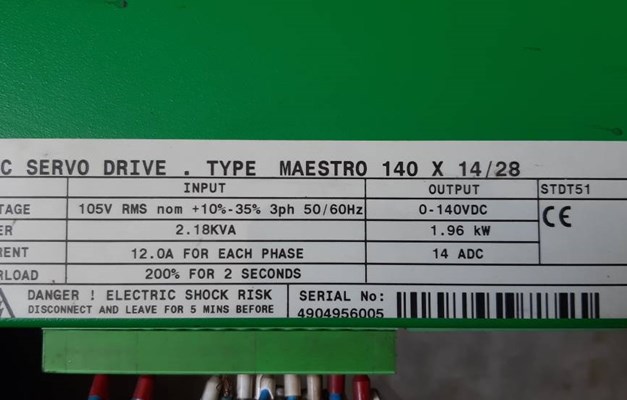 C SERVO DRIVE . TYPE MAESTRO 140 X 14/28
INPUT OUTPUT STDT51
TAGE 105V RMS nom +10%-35% 3ph 50/60Hz 0-140VDC CE
ER 2.18KVA 1.96 kW
RENT 12.0A FOR EACH PHASE 14 ADC
RLOAD 200% FOR 2 SECONDS
DANGER ! ELECTRIC SHOCK RISK
DISCONNECT AND LEAVE FOR 5 MINS BEFORE
SERIAL No:
4904956005